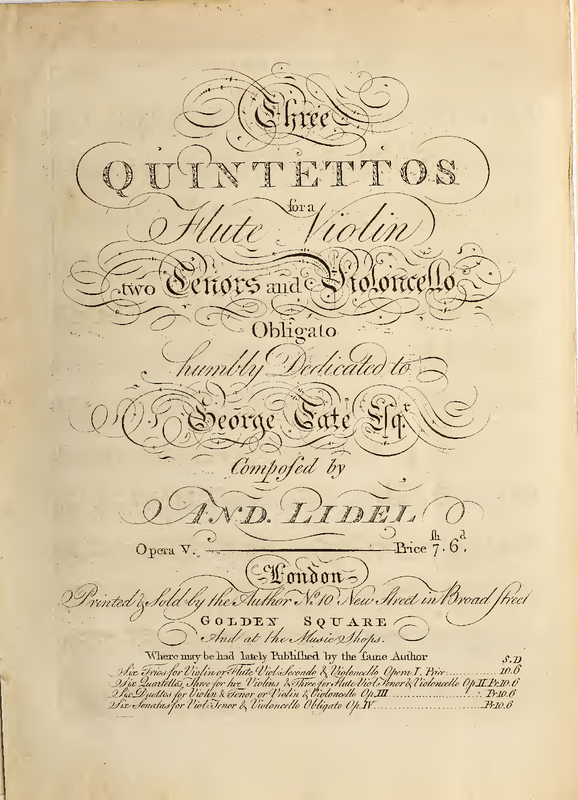 Three
QUINTETTOS
for a
Flute Violin
two Tenors and Violoncello
Obligato
humbly Dedicated to
George Tate Esqr
Composed by
AND. LIDEL
Opera V. Price 7.sh 6.d
London
Printed & Sold by the Author No. 10 New Street in Broad street
GOLDEN SQUARE
And at the Music Shops.
Where may be had lately Published by the same Author S. D
Six Trios for Violin or Flute Viol: Secondo & Violoncello Opera I. Price 10.6
Six Quartettos, Three for two Violins & Three for Flute Viol: Tenor & Violoncello Op. II Pr 10.6
Six Duettos for Violin & Tenor or Violin & Violoncello Op. III Pr 10.6
Six Sonatas for Viol: Tenor & Violoncello Obligato Op. IV Pr 10.6